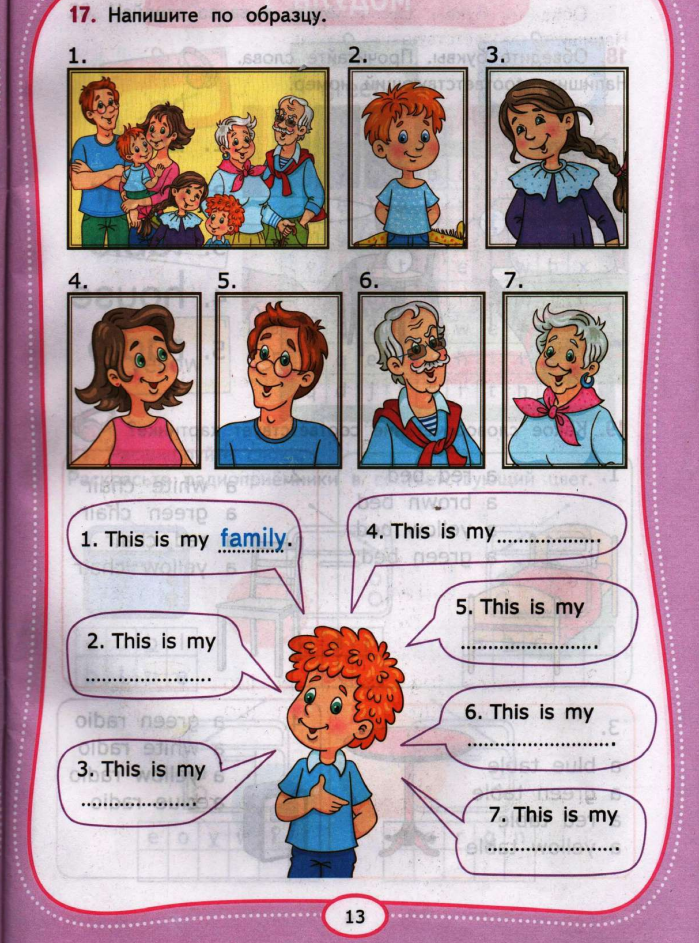 17. Напишите по образцу.
1.
2.
3.
4.
5.
6.
7.
1. This is my family.
4. This is my...................
2. This is my
.......................
5. This is my
.........................
3. This is my
.....................
6. This is my
...........................
7. This is my
........................
13